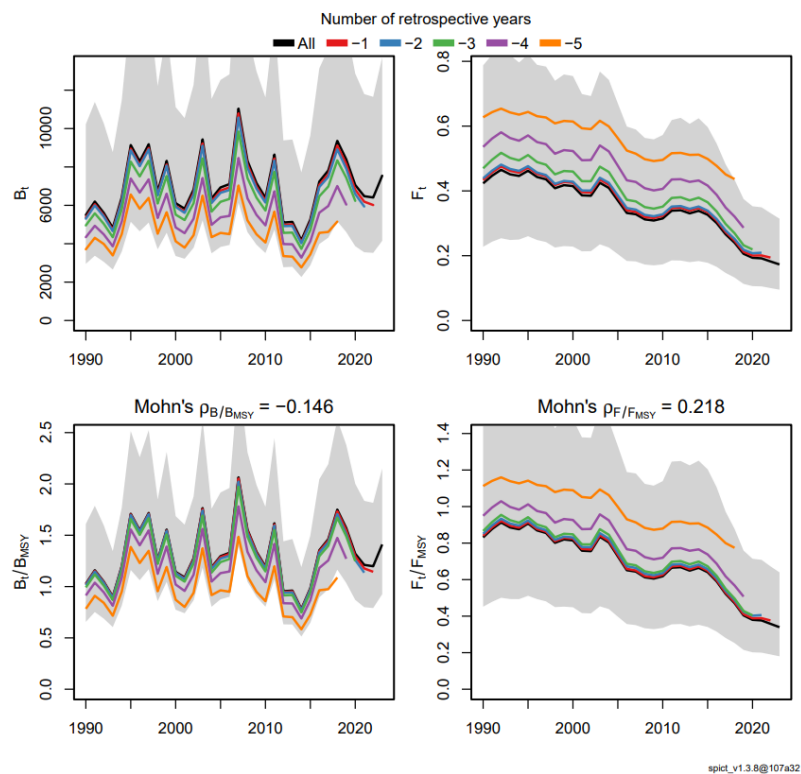 Number of retrospective years
All −1 −2 −3 −4 −5
Bt
0 2000 6000 10000
1990 2000 2010 2020
Ft
0.0 0.2 0.4 0.6 0.8
1990 2000 2010 2020
Mohn's ρB/BMSY = −0.146
Bt/BMSY
0.0 0.5 1.0 1.5 2.0 2.5
1990 2000 2010 2020
Mohn's ρF/FMSY = 0.218
Ft/FMSY
0.0 0.2 0.4 0.6 0.8 1.0 1.2 1.4
1990 2000 2010 2020
spict_v1.3.8@107a32